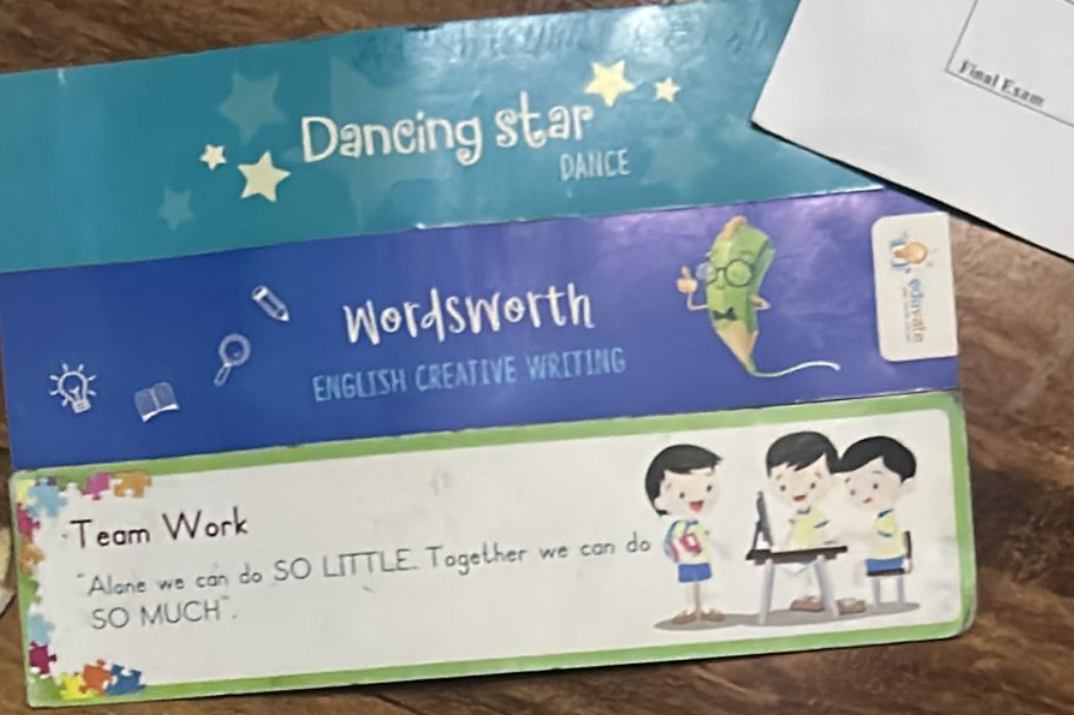 Final Exam
Dancing star
DANCE
Wordsworth
ENGLISH CREATIVE WRITING
eduvate
Team Work
"Alone we can do SO LITTLE. Together we can do
SO MUCH".